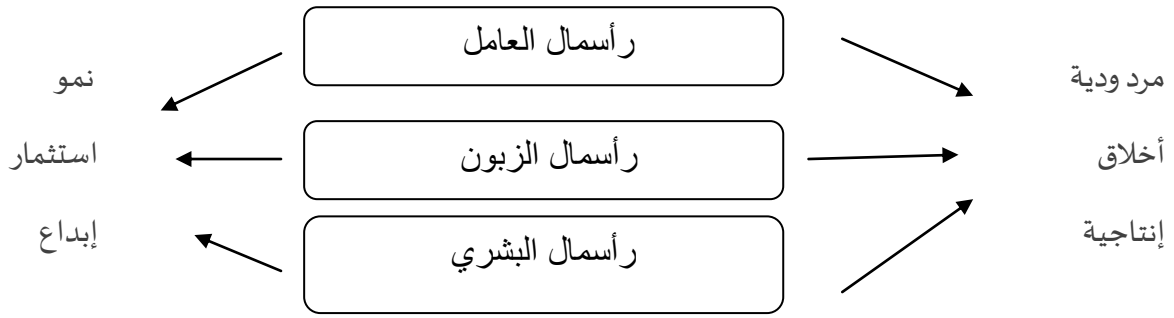 رأسمال العامل
مردودية
نمو
أخلاق
رأسمال الزبون
استثمار
إنتاجية
رأسمال البشري
إبداع